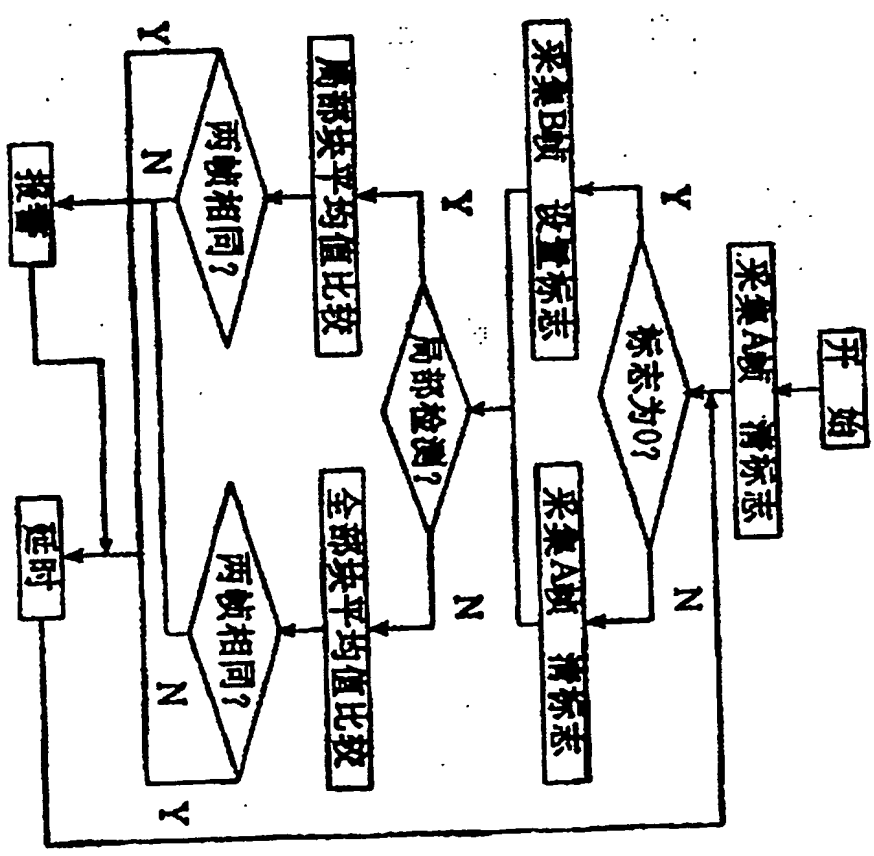 开 始
采集A帧 清标志
标志为0?
Y
N
采集B帧 设量标志
采集A帧 清标志
局部检测?
Y
N
局部块平均值比较
全部块平均值比较
两帧相同?
两帧相同?
Y
N
N
Y
报警
延时